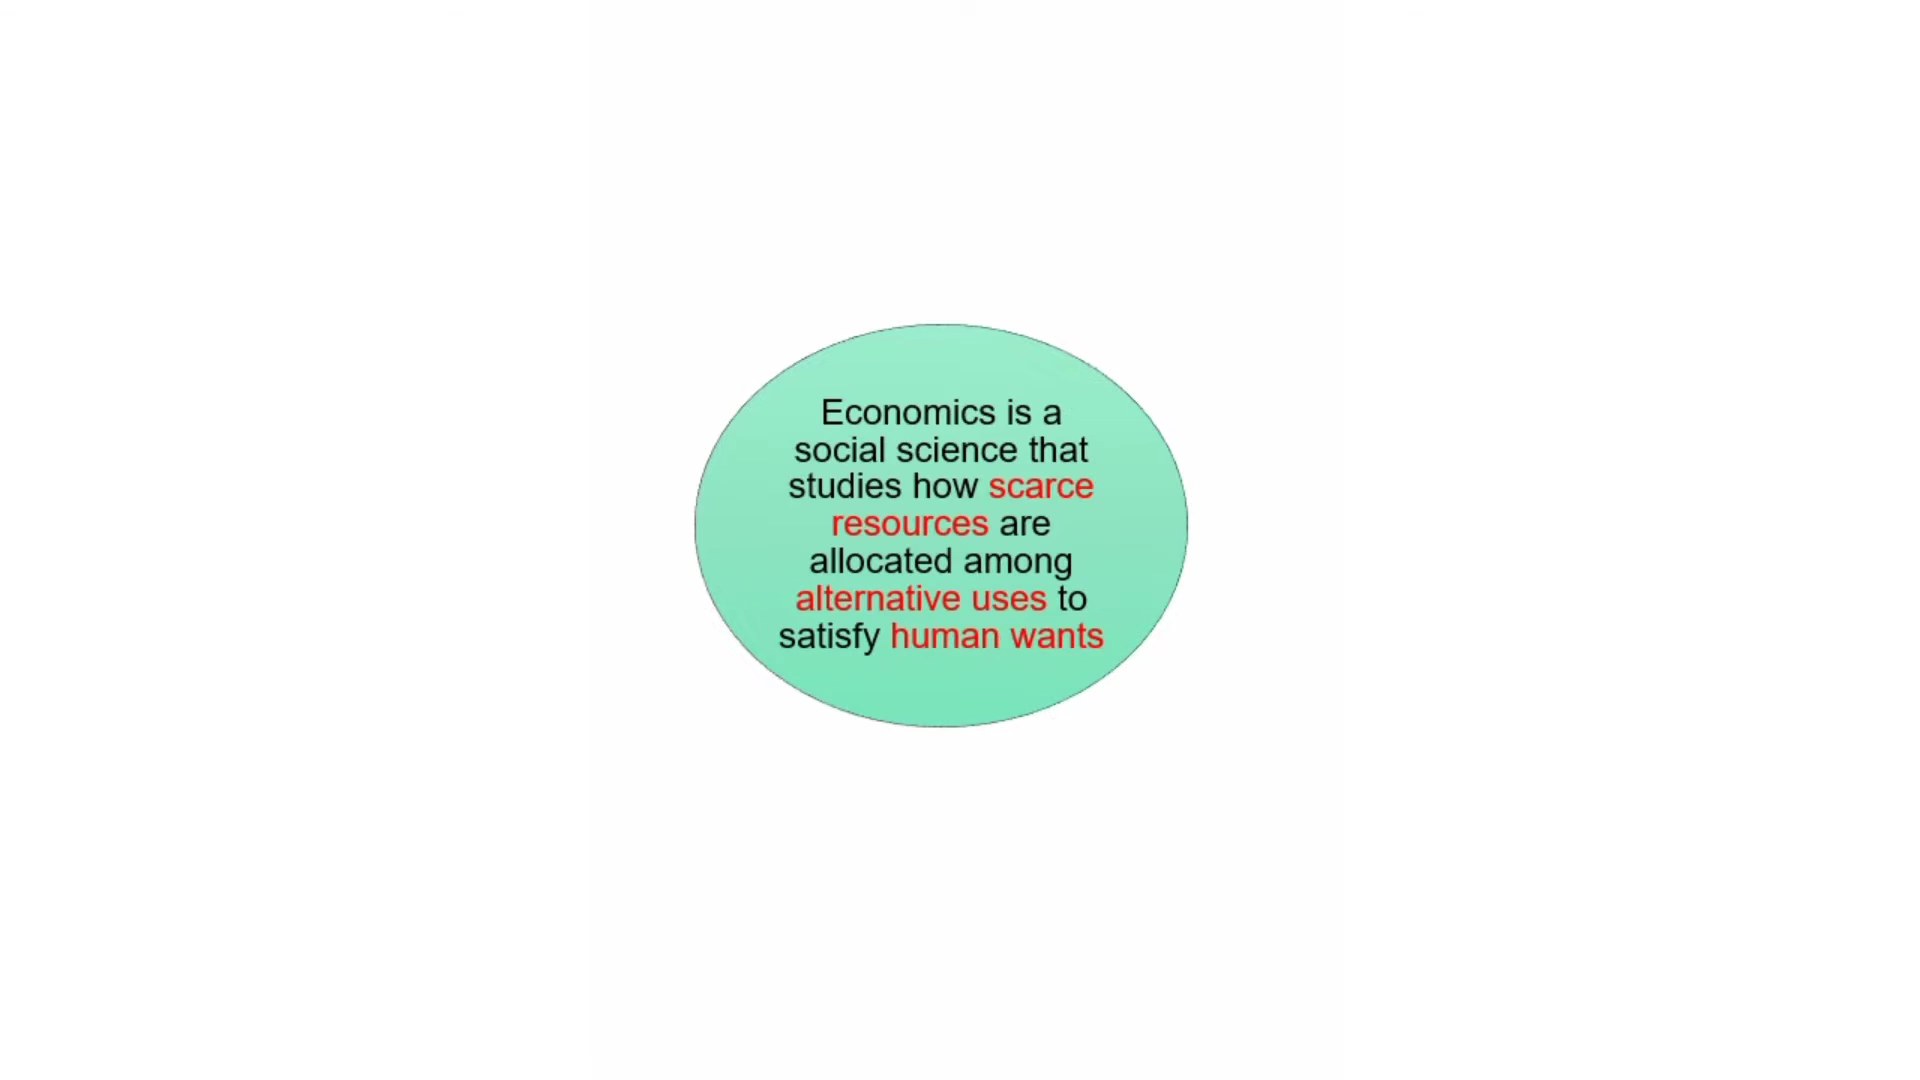 Economics is a
social science that
studies how scarce
resources are
allocated among
alternative uses to
satisfy human wants